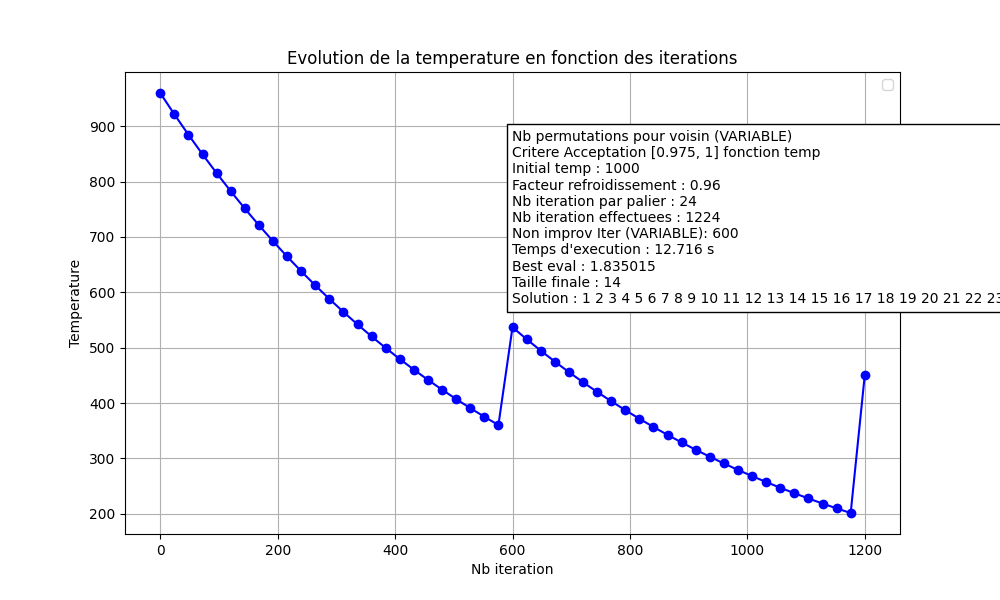 Evolution de la temperature en fonction des iterations
Nb permutations pour voisin (VARIABLE)
Critere Acceptation [0.975, 1] fonction temp
Initial temp : 1000
Facteur refroidissement : 0.96
Nb iteration par palier : 24
Nb iteration effectuees : 1224
Non improv Iter (VARIABLE): 600
Temps d'execution : 12.716 s
Best eval : 1.835015
Taille finale : 14
Solution : 1 2 3 4 5 6 7 8 9 10 11 12 13 14 15 16 17 18 19 20 21 22 23
Temperature
900
800
700
600
500
400
300
200
0 200 400 600 800 1000 1200
Nb iteration